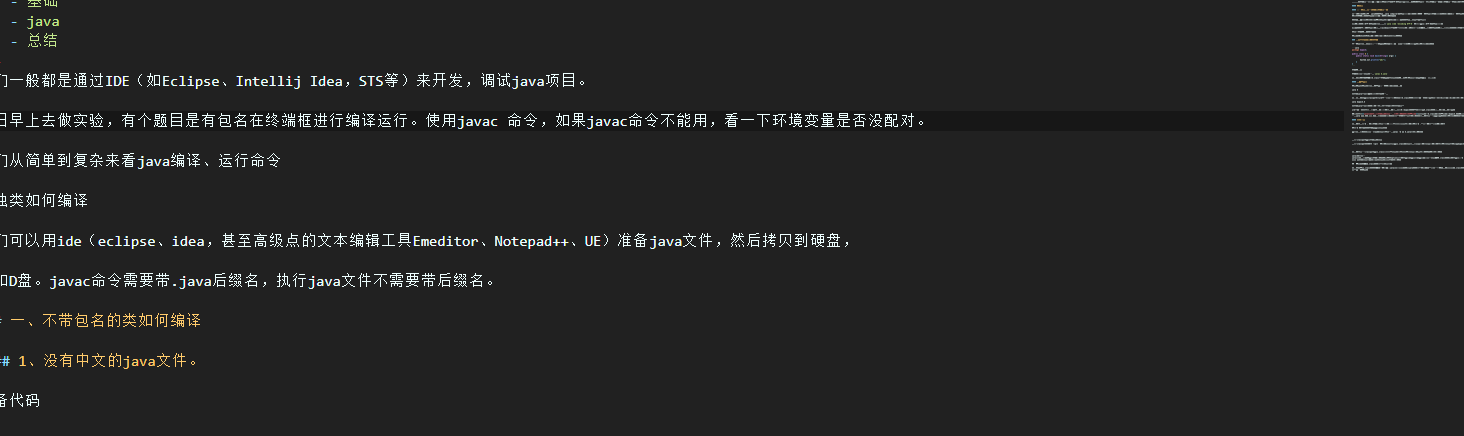 - 基础
- java
- 总结
们一般都是通过IDE（如Eclipse、Intellij Idea，STS等）来开发，调试java项目。
日早上去做实验，有个题目是有包名在终端框进行编译运行。使用javac 命令，如果javac命令不能用，看一下环境变量是否没配对。
们从简单到复杂来看java编译、运行命令
独类如何编译
们可以用ide（eclipse、idea，甚至高级点的文本编辑工具Emeditor、Notepad++、UE）准备java文件，然后拷贝到硬盘，
如D盘。javac命令需要带.java后缀名，执行java文件不需要带后缀名。
# 一、不带包名的类如何编译
## 1、没有中文的java文件。
备代码